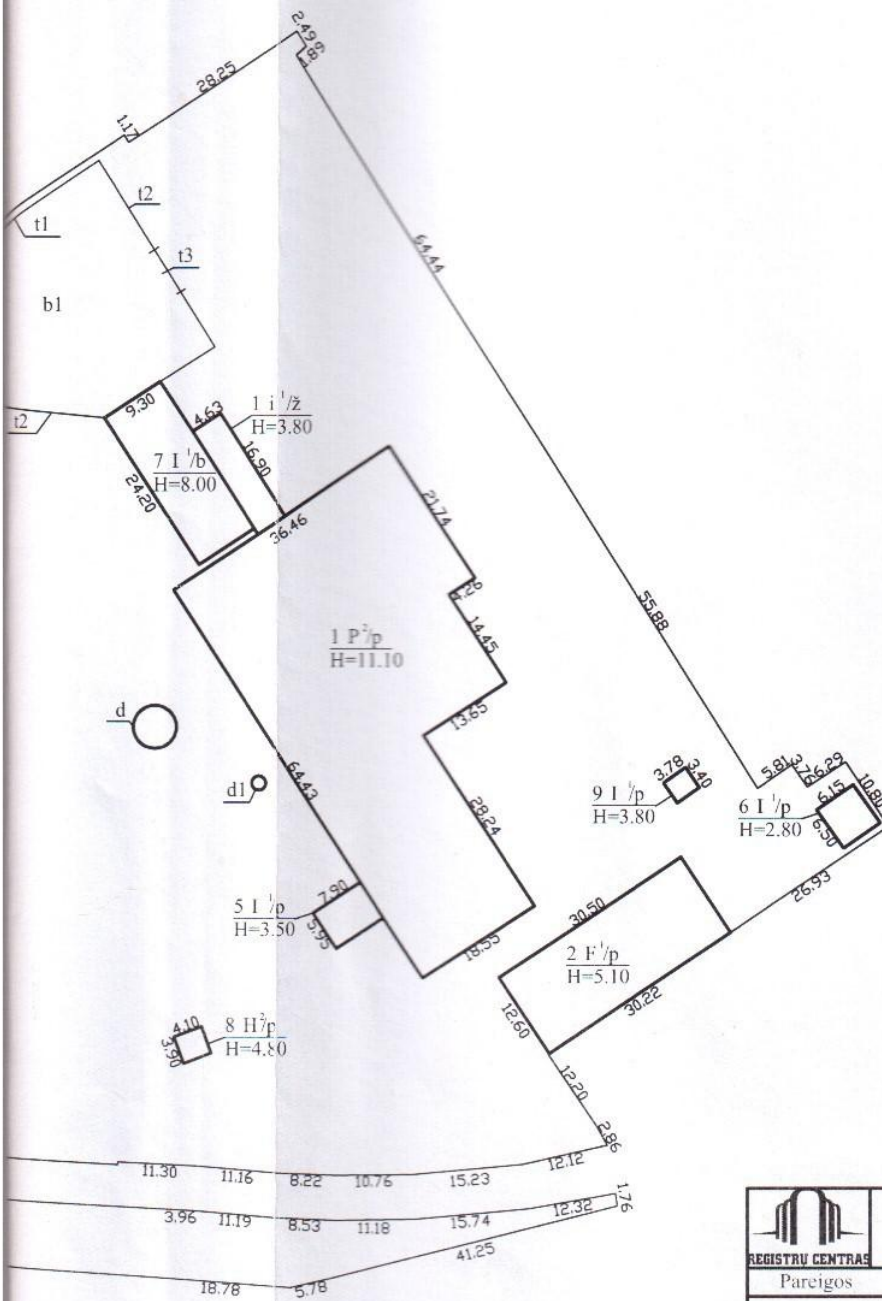 2.49
1.89
28.25
1.17
t2
t1
t3
64.44
b1
9.30
4.63
1 i ¹/ž
H=3.80
t2
7 I ¹/b
H=8.00
16.90
24.20
36.46
21.74
4.26
14.45
55.88
1 P²/p
H=11.10
13.65
d
64.43
d1
28.24
3.78
3.40
9 I ¹/p
H=3.80
5.81
3.76
6.29
10.80
6.15
6 I ¹/p
H=2.80
6.50
26.93
7.90
5 I ¹/p
H=3.50
5.95
18.55
30.50
2 F ¹/p
H=5.10
30.22
12.60
4.10
3.90
8 H²/p
H=4.80
12.20
2.86
11.30
11.16
8.22
10.76
15.23
12.12
3.96
11.19
8.53
11.18
15.74
12.32
1.76
41.25
18.78
5.78
REGISTRŲ CENTRAS
Pareigos